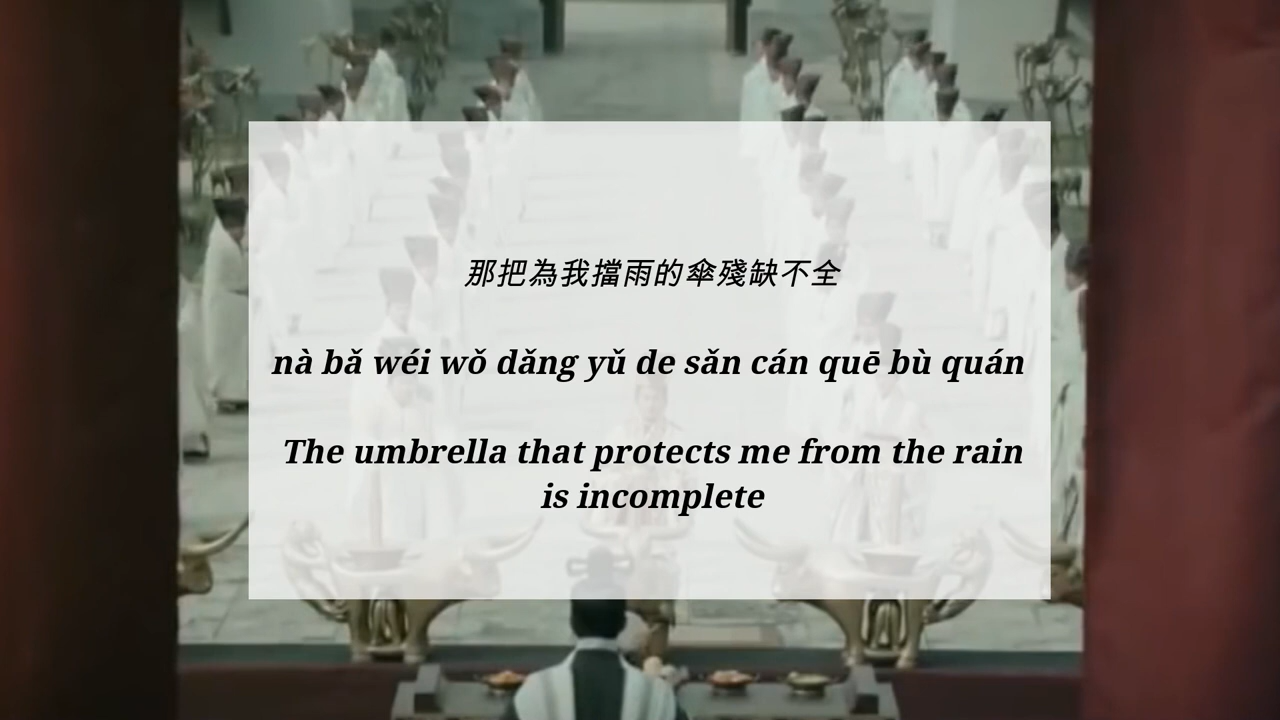 那把為我擋雨的傘殘缺不全
nà bǎ wéi wǒ dǎng yǔ de sǎn cán quē bù quán
The umbrella that protects me from the rain
is incomplete